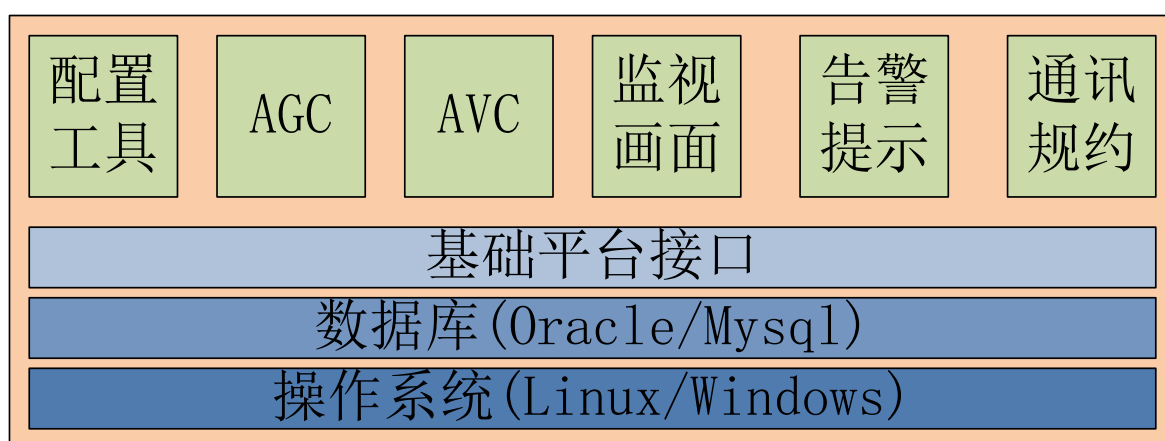 配置
工具
AGC
AVC
监视
画面
告警
提示
通讯
规约
基础平台接口
数据库(Oracle/Mysql)
操作系统(Linux/Windows)